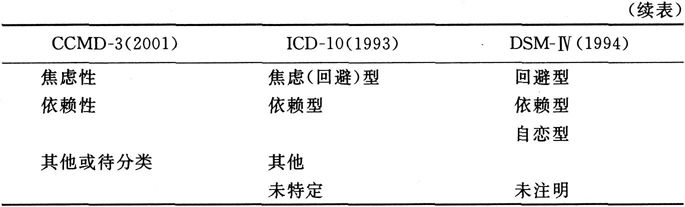 (续表)
CCMD-3(2001) ICD-10(1993) DSM-Ⅳ(1994)
焦虑性 焦虑(回避)型 回避型
依赖性 依赖型 依赖型
自恋型
其他或待分类 其他
未特定 未注明